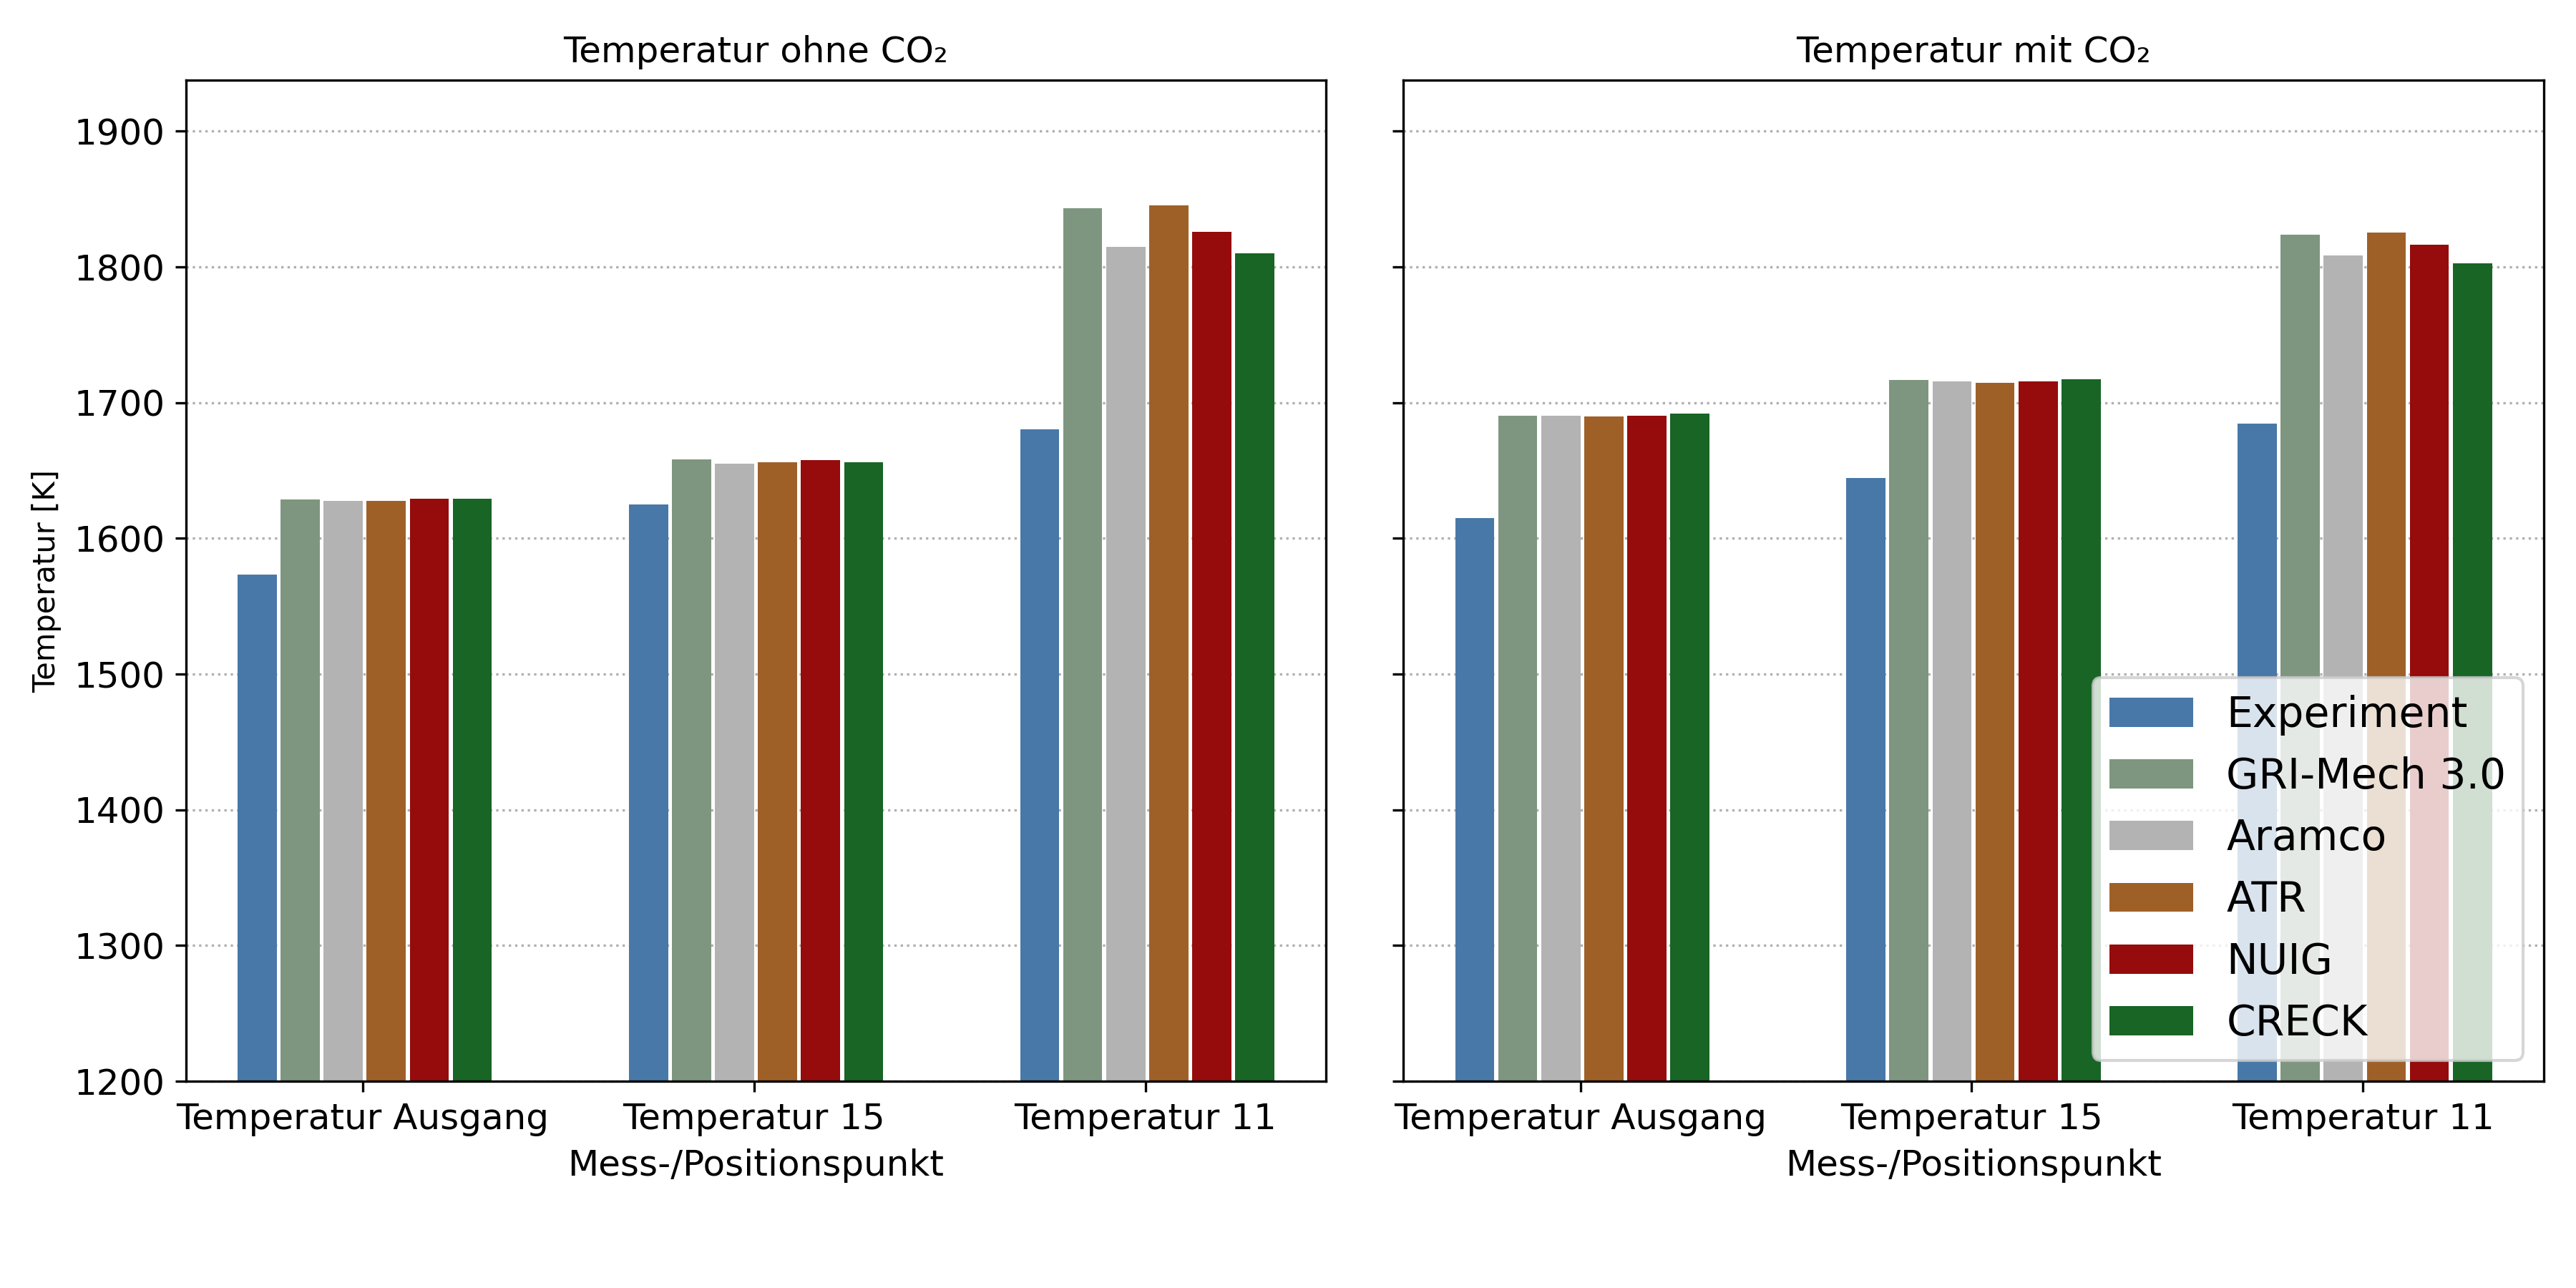 Temperatur ohne CO₂
Temperatur mit CO₂
Temperatur [K]
1900
1800
1700
1600
1500
1400
1300
1200
Temperatur Ausgang
Temperatur 15
Temperatur 11
Mess-/Positionspunkt
Temperatur Ausgang
Temperatur 15
Temperatur 11
Mess-/Positionspunkt
Experiment
GRI-Mech 3.0
Aramco
ATR
NUIG
CRECK